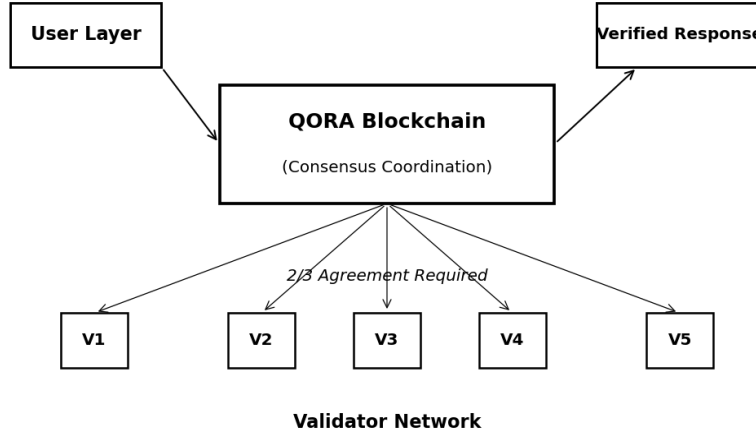 User Layer
Verified Response
QORA Blockchain
(Consensus Coordination)
2/3 Agreement Required
V1
V2
V3
V4
V5
Validator Network